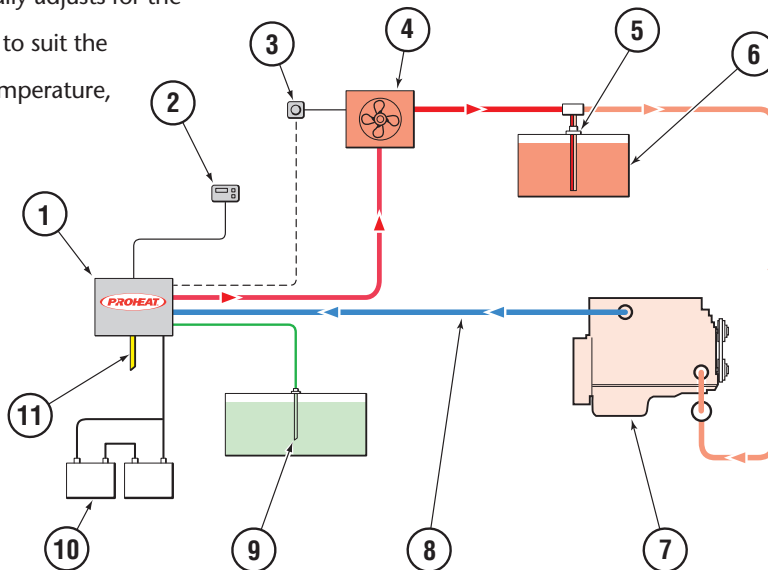 ally adjusts for the
to suit the
mperature,
3
4
5
6
2
1
PROHEAT
11
10
9
8
7